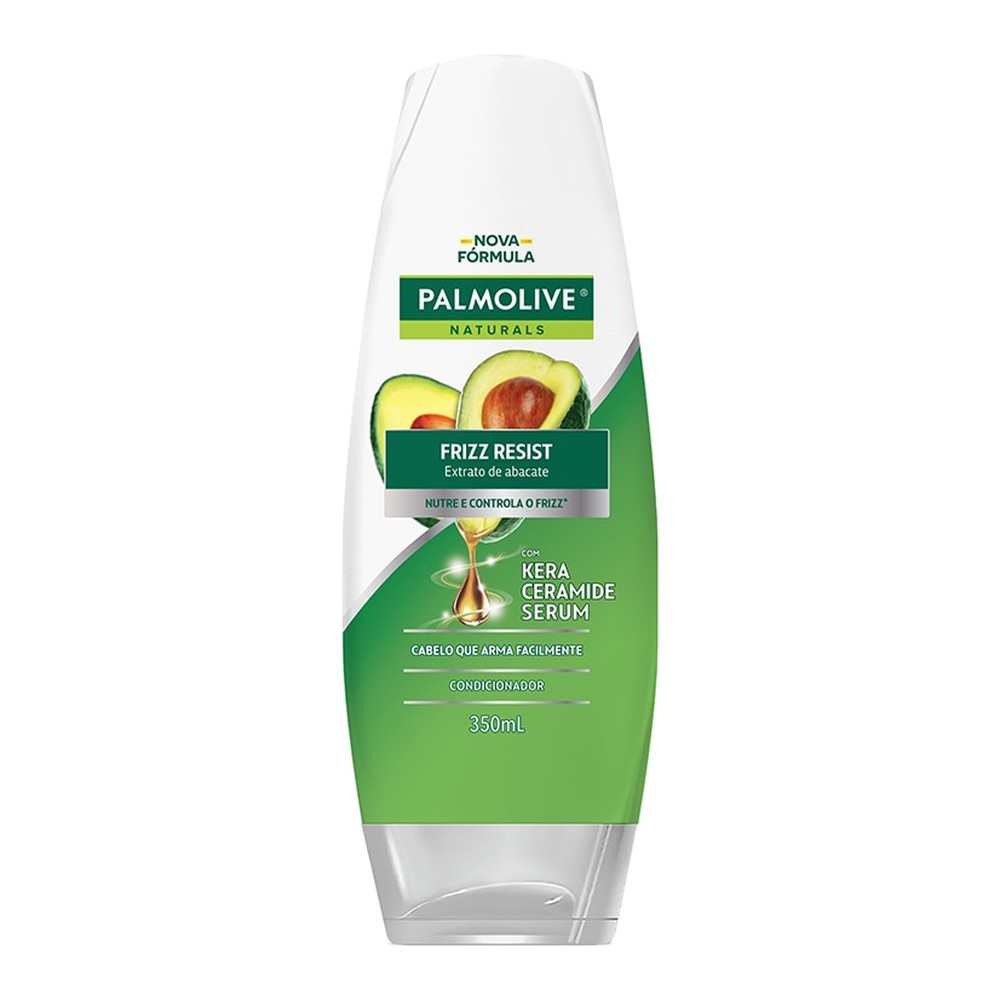 NOVA
FÓRMULA
PALMOLIVE®
NATURALS
FRIZZ RESIST
Extrato de abacate
NUTRE E CONTROLA O FRIZZ*
COM
KERA
CERAMIDE
SERUM
CABELO QUE ARMA FACILMENTE
CONDICIONADOR
350mL